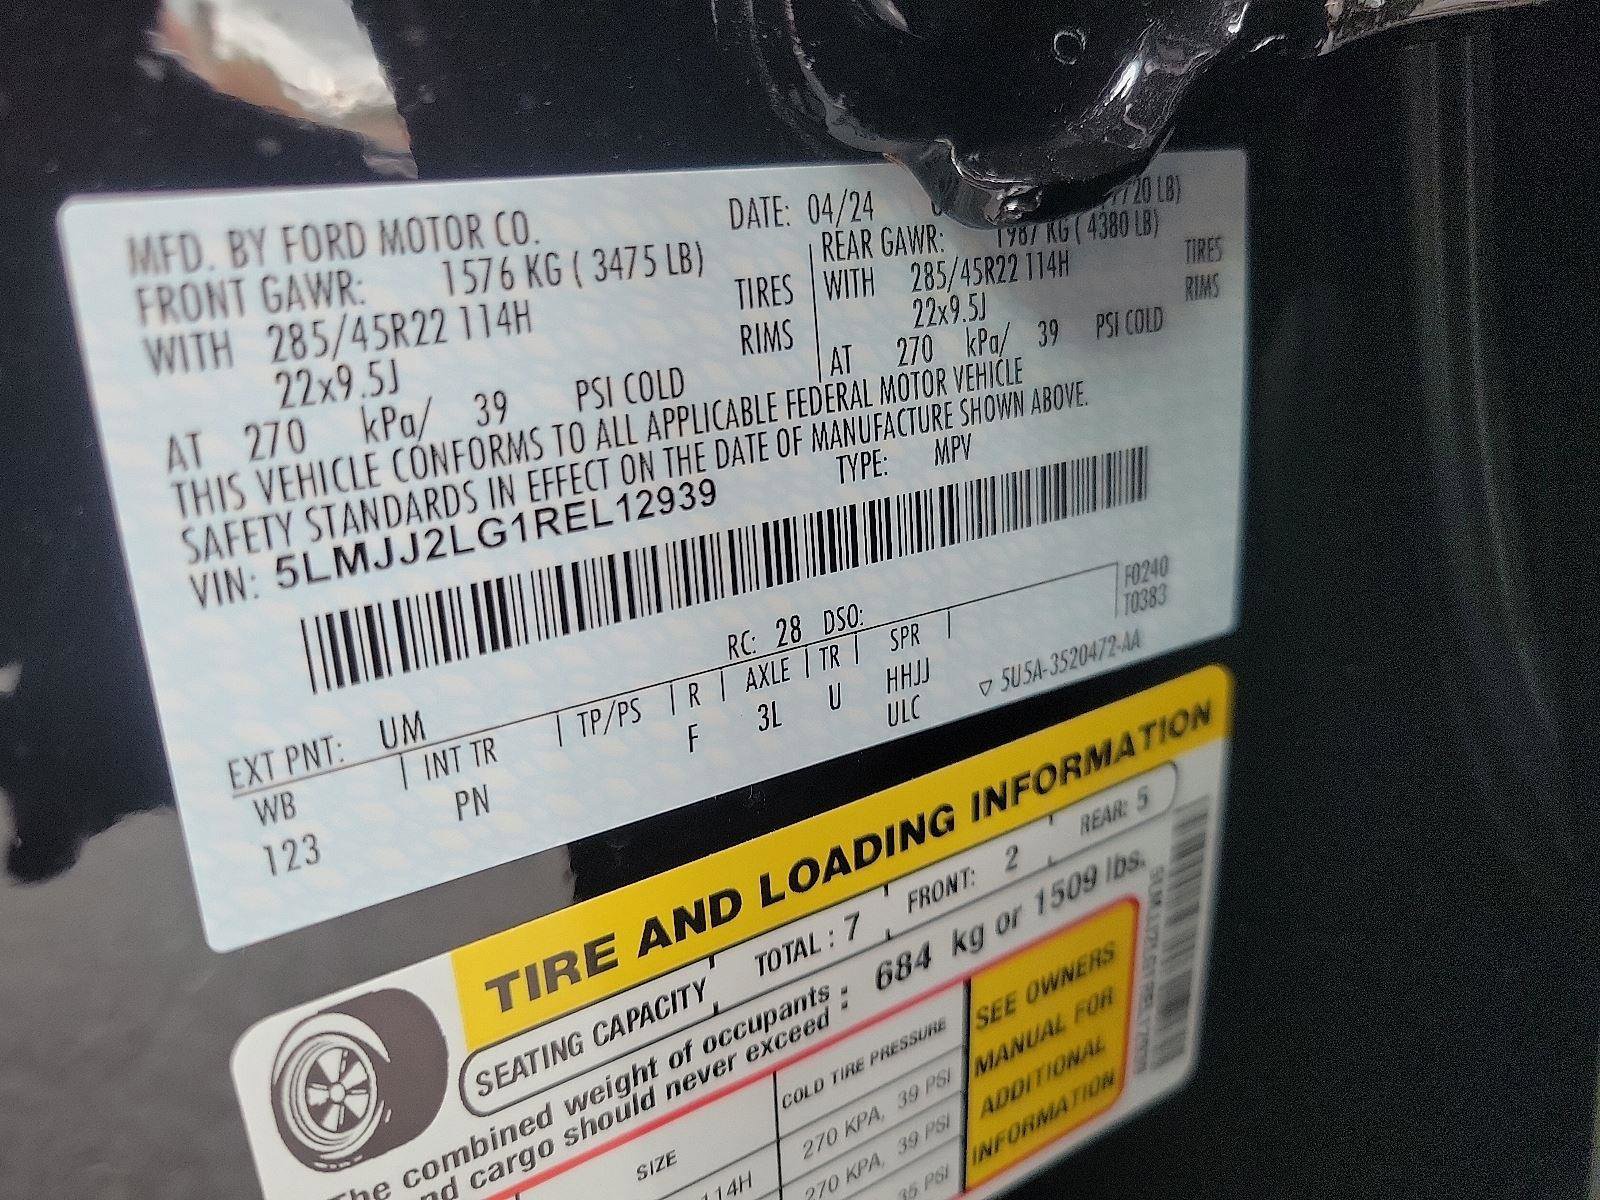 MFD. BY FORD MOTOR CO. DATE: 04/24 720 LB)
FRONT GAWR: 1576 KG ( 3475 LB) REAR GAWR: 1987 KG ( 4380 LB)
WITH 285/45R22 114H TIRES WITH 285/45R22 114H TIRES
22x9.5J RIMS 22x9.5J RIMS
AT 270 kPa/ 39 PSI COLD AT 270 kPa/ 39 PSI COLD
THIS VEHICLE CONFORMS TO ALL APPLICABLE FEDERAL MOTOR VEHICLE
SAFETY STANDARDS IN EFFECT ON THE DATE OF MANUFACTURE SHOWN ABOVE.
VIN: 5LMJJ2LG1REL12939 TYPE: MPV
F0240
T0383
EXT PNT: UM RC: 28 DSO:
WB INT TR TP/PS R AXLE TR SPR
123 PN F 3L U HHJJ
ULC
▽ 5U5A-3520472-AA
TIRE AND LOADING INFORMATION
SEATING CAPACITY TOTAL : 7 FRONT: 2 REAR: 5
The combined weight of occupants
and cargo should never exceed : 684 kg or 1509 lbs.
SIZE COLD TIRE PRESSURE
114H 270 KPA, 39 PSI
270 KPA, 39 PSI
35 PSI
SEE OWNERS
MANUAL FOR
ADDITIONAL
INFORMATION